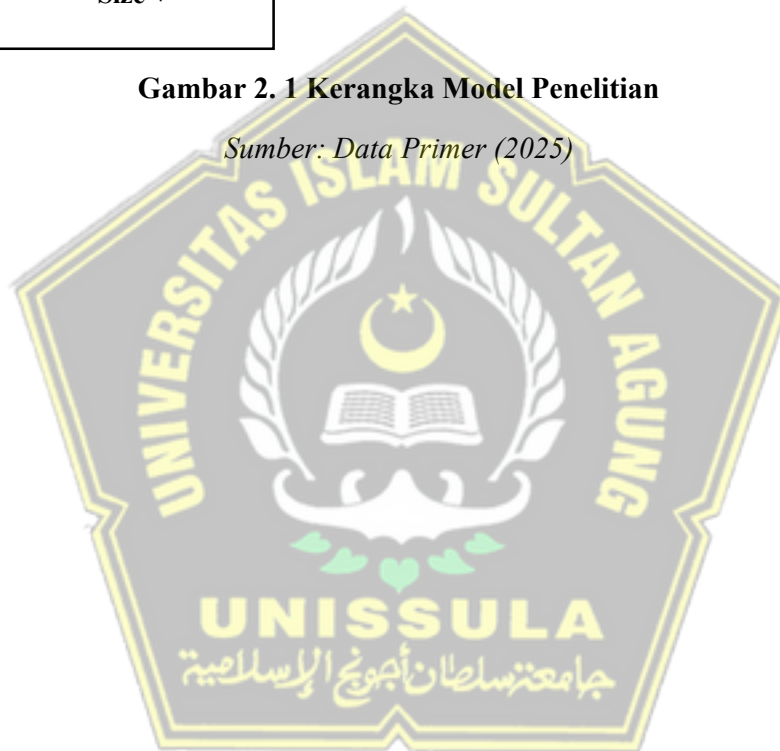 Size
Gambar 2. 1 Kerangka Model Penelitian
Sumber: Data Primer (2025)
UNIVERSITAS ISLAM SULTAN AGUNG
UNISSULA
جامعة سلطان أجونج الإسلامية